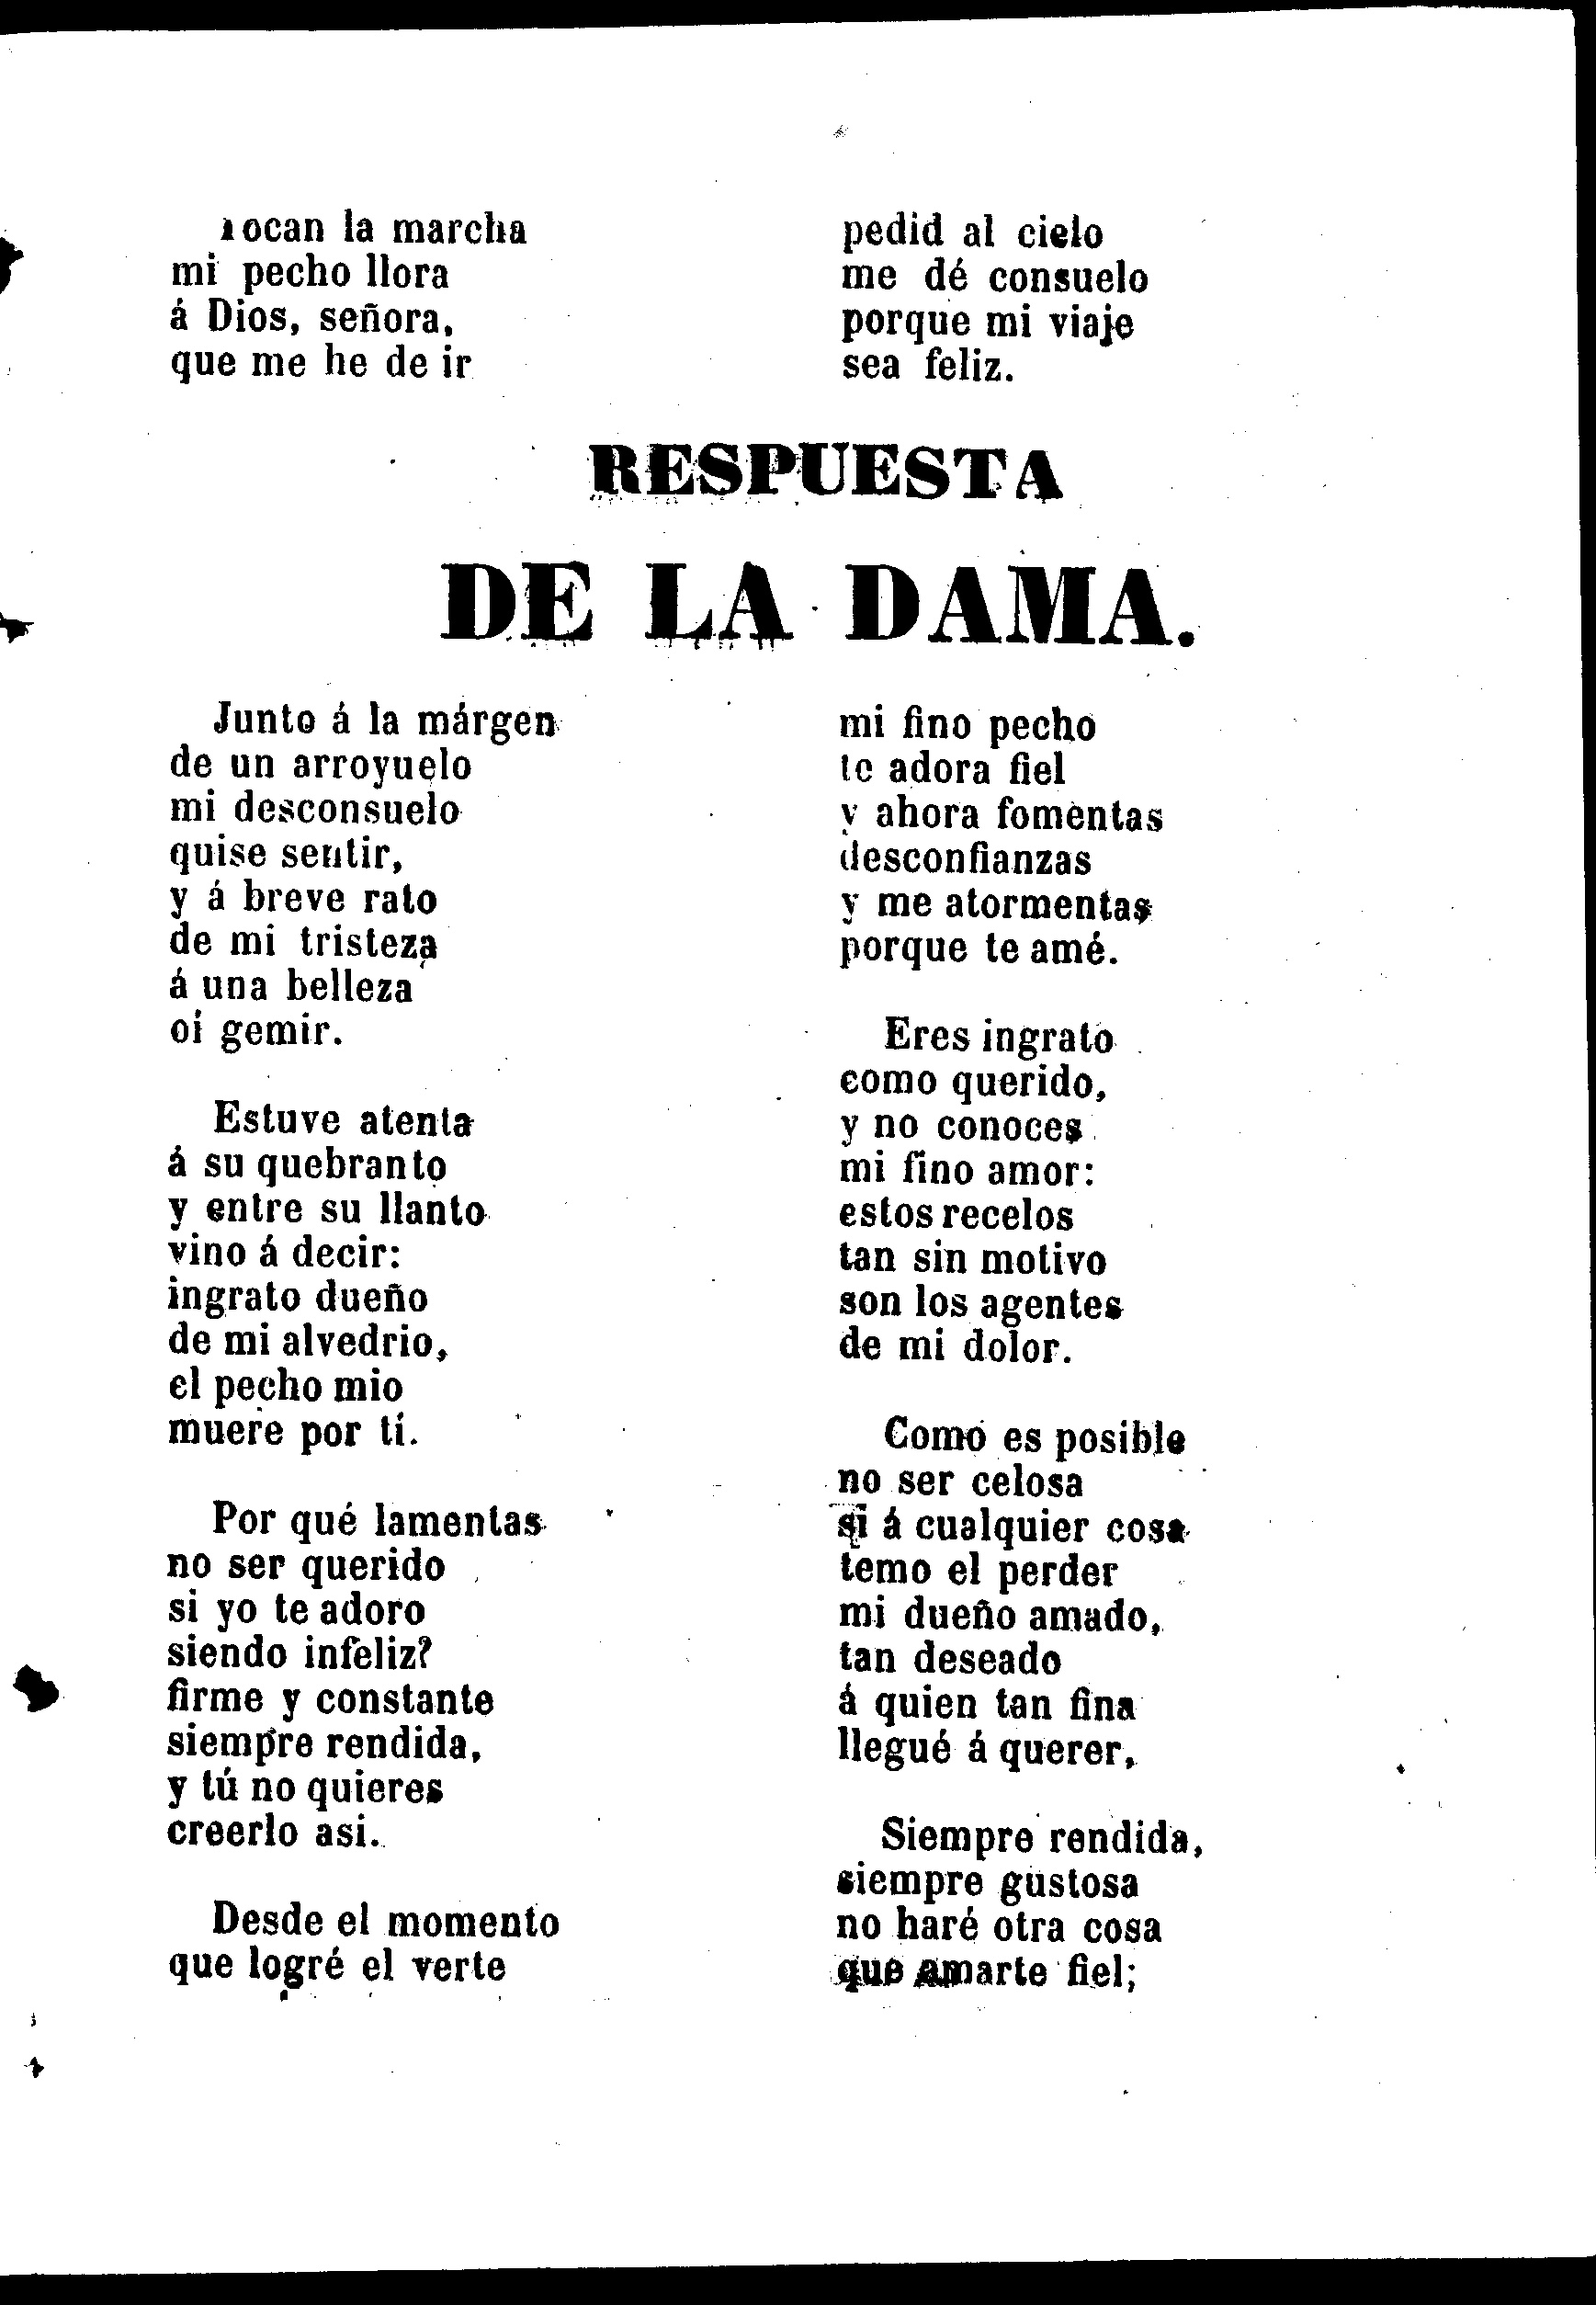 Tocan la marcha
mi pecho llora
á Dios, señora,
que me he de ir
pedid al cielo
me dé consuelo
porque mi viaje
sea feliz.
RESPUESTA
DE LA DAMA.
Junto á la márgen
de un arroyuelo
mi desconsuelo
quise sentir,
y á breve rato
de mi tristeza
á una belleza
oí gemir.
Estuve atenta
á su quebranto
y entre su llanto
vino á decir:
ingrato dueño
de mi alvedrio,
el pecho mio
muere por tí.
Por qué lamentas
no ser querido
si yo te adoro
siendo infeliz?
firme y constante
siempre rendida,
y tú no quieres
creerlo asi.
Desde el momento
que logré el verte
mi fino pecho
te adora fiel
y ahora fomentas
desconfianzas
y me atormentas
porque te amé.
Eres ingrato
como querido,
y no conoces
mi fino amor:
estos recelos
tan sin motivo
son los agentes
de mi dolor.
Como es posible
no ser celosa
si á cualquier cosa
temo el perder
mi dueño amado,
tan deseado
á quien tan fina
llegué á querer,
Siempre rendida,
siempre gustosa
no haré otra cosa
que amarte fiel;